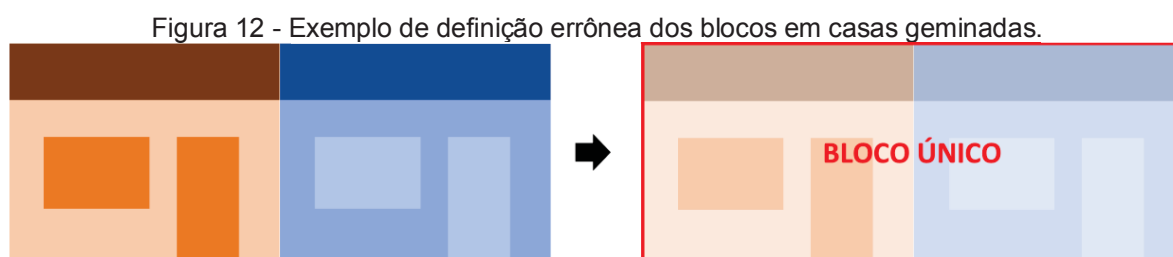 Figura 12 - Exemplo de definição errônea dos blocos em casas geminadas.
BLOCO ÚNICO